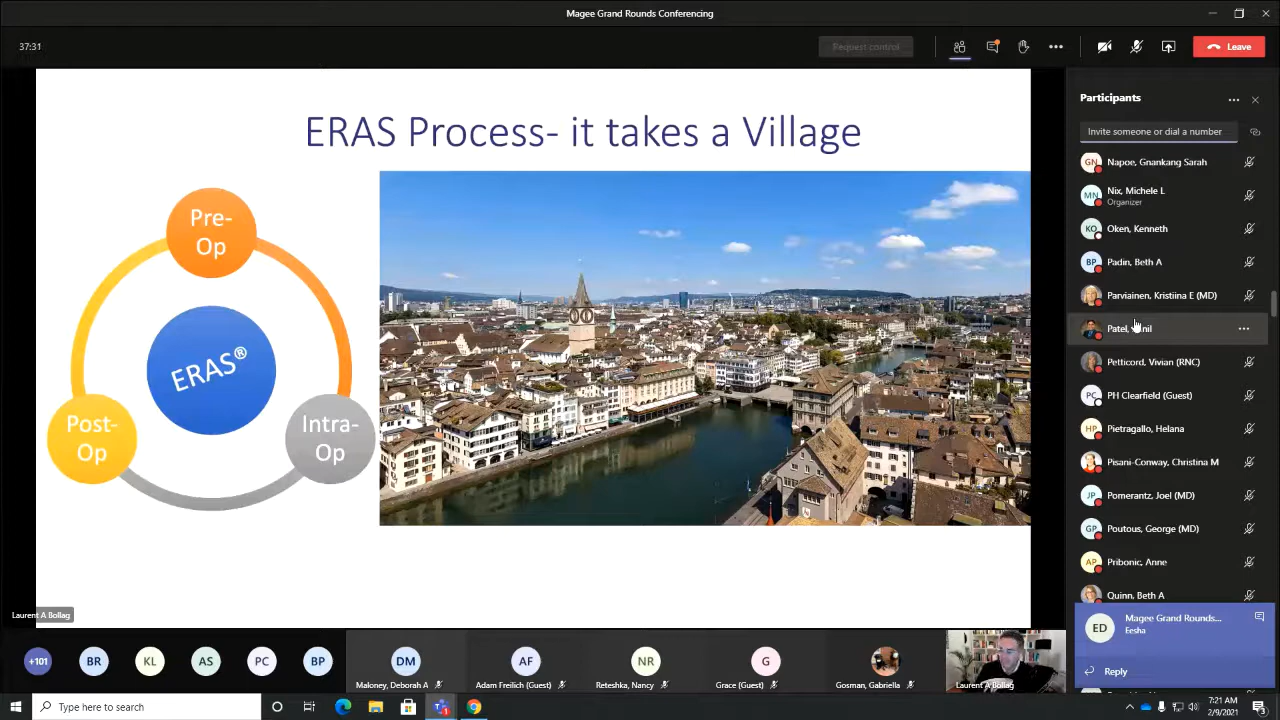 Magee Grand Rounds Conferencing
37:31
Request control
Leave
ERAS Process- it takes a Village
Pre-
Op
ERAS®
Post-
Op
Intra-
Op
Laurent A Bollag
Participants
Invite someone or dial a number
GN Napoe, Gnankang Sarah
MN Nix, Michele L
Organizer
KO Oken, Kenneth
BP Padin, Beth A
Parviainen, Kristiina E (MD)
Patel,
Petticord, Vivian (RNC)
PC PH Clearfield (Guest)
HP Pietragallo, Helana
Pisani-Conway, Christina M
JP Pomerantz, Joel (MD)
GP Poutous, George (MD)
AP Pribonic, Anne
Quinn, Beth A
ED Magee Grand Rounds...
Eesha
Reply
+101
BR
KL
AS
PC
BP
DM
Maloney, Deborah A
AF
Adam Freilich (Guest)
NR
Reteshka, Nancy
G
Grace (Guest)
Gosman, Gabriella
Laurent A Bollag
Type here to search
7:21 AM
2/9/2021